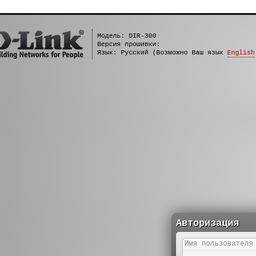 D-Link®
Building Networks for People
Модель: DIR-300
Версия прошивки:
Язык: Русский (Возможно Ваш язык English
Авторизация
Имя пользователя